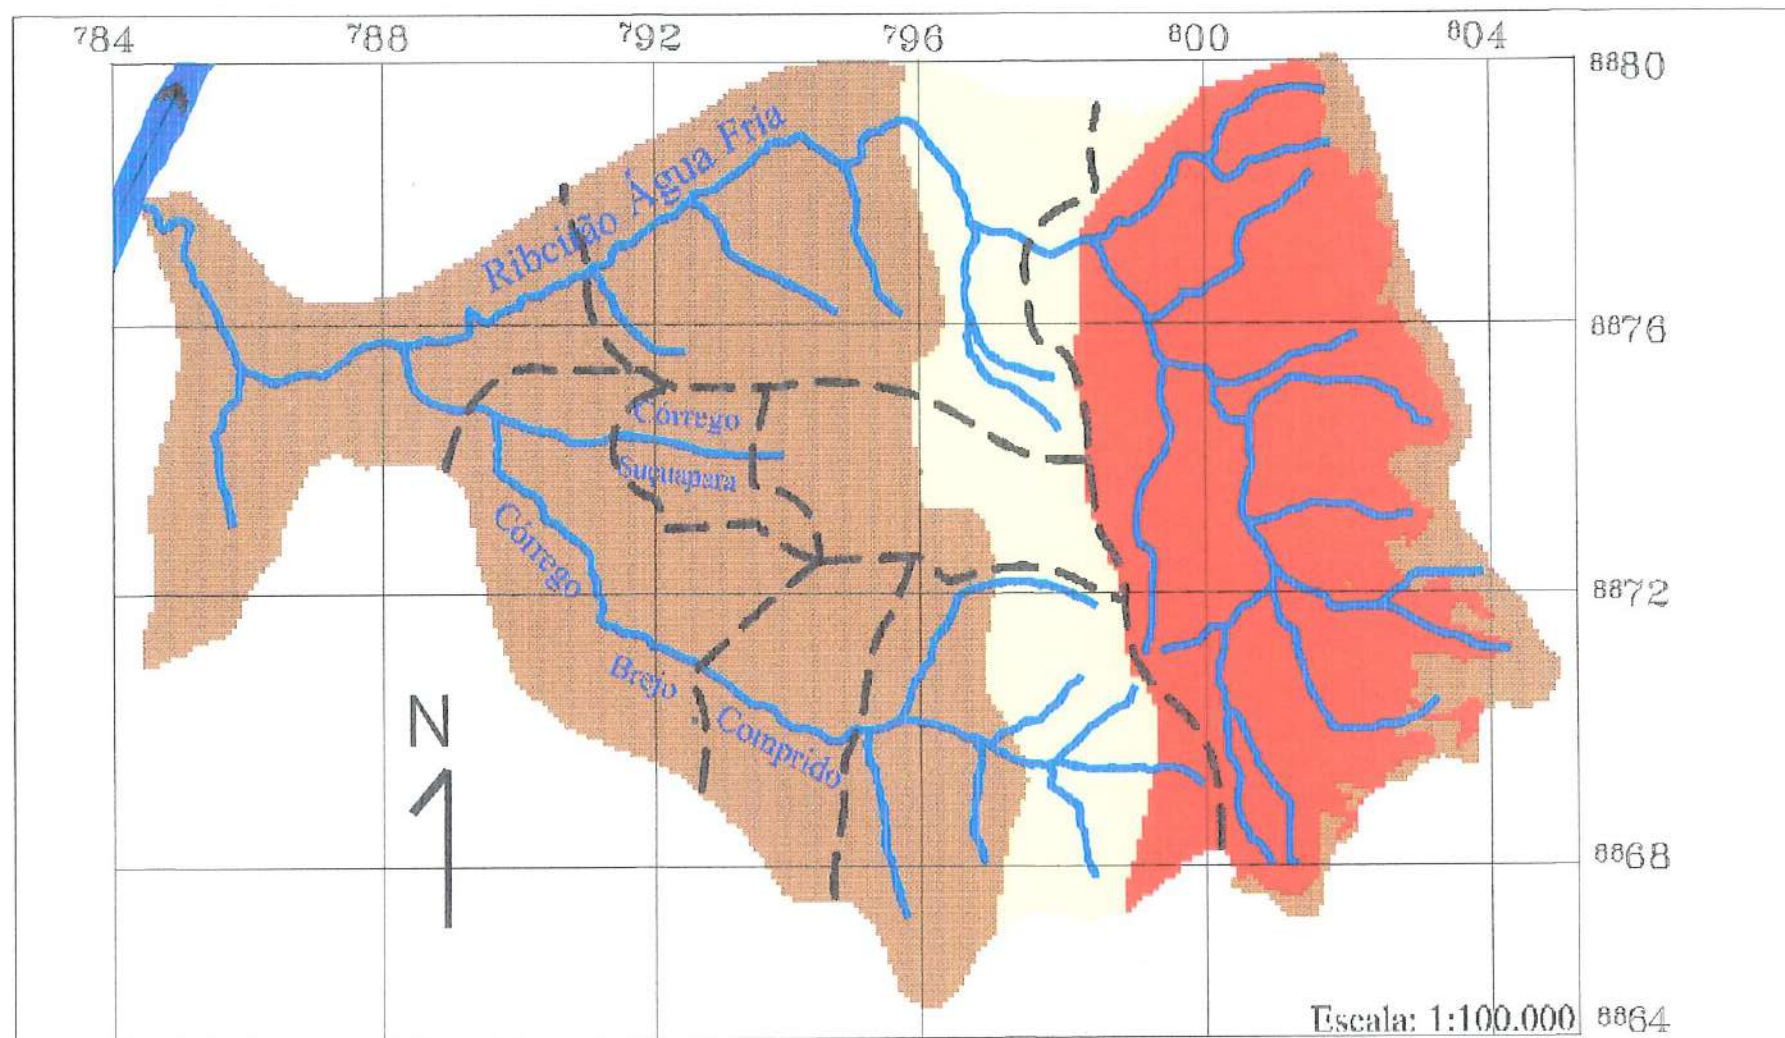 784 788 792 796 800 804
8880
Ribeirão Água Fria
8876
Córrego
Sucuapara
Córrego
8872
Brejo
Comprido
N
8868
Escala: 1:100.000
8864